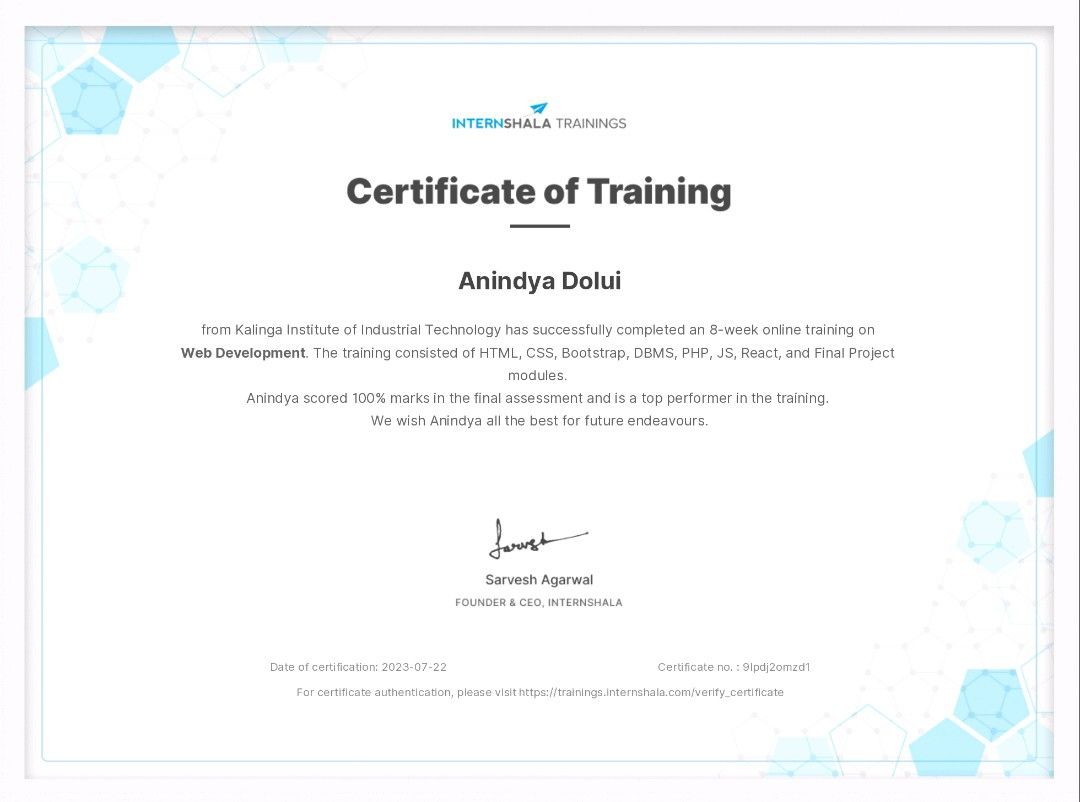 INTERNSHALA TRAININGS
Certificate of Training
Anindya Dolui
from Kalinga Institute of Industrial Technology has successfully completed an 8-week online training on
Web Development. The training consisted of HTML, CSS, Bootstrap, DBMS, PHP, JS, React, and Final Project
modules.
Anindya scored 100% marks in the final assessment and is a top performer in the training.
We wish Anindya all the best for future endeavours.
Sarvesh
Sarvesh Agarwal
FOUNDER & CEO, INTERNSHALA
Date of certification: 2023-07-22 Certificate no. : 9lpdj2omzd1
For certificate authentication, please visit https://trainings.internshala.com/verify_certificate